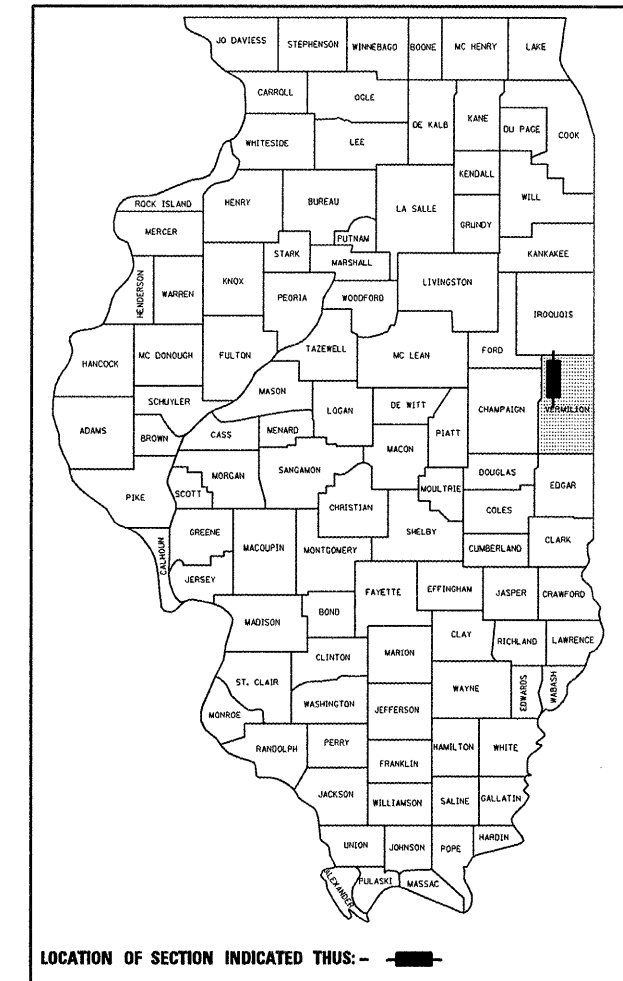 JO DAVIESS STEPHENSON WINNEBAGO BOONE MC HENRY LAKE
CARROLL OGLE DE KALB KANE DU PAGE COOK
WHITESIDE LEE KENDALL WILL
ROCK ISLAND HENRY BUREAU LA SALLE GRUNDY
MERCER PUTNAM KANKAKEE
STARK MARSHALL
HENDERSON WARREN KNOX PEORIA WOODFORD LIVINGSTON IROQUOIS
HANCOCK MC DONOUGH FULTON TAZEWELL MC LEAN FORD
SCHUYLER MASON LOGAN DE WITT CHAMPAIGN VERMILION
ADAMS BROWN CASS MENARD MACON PIATT
PIKE SCOTT MORGAN SANGAMON CHRISTIAN MOULTRIE DOUGLAS EDGAR
COLES
CALHOUN GREENE MACOUPIN MONTGOMERY SHELBY CUMBERLAND CLARK
JERSEY FAYETTE EFFINGHAM JASPER CRAWFORD
MADISON BOND CLAY RICHLAND LAWRENCE
CLINTON MARION
ST. CLAIR WAYNE EDWARDS WABASH
MONROE WASHINGTON JEFFERSON
RANDOLPH PERRY HAMILTON WHITE
FRANKLIN
JACKSON WILLIAMSON SALINE GALLATIN
UNION JOHNSON POPE HARDIN
ALEXANDER PULASKI MASSAC
LOCATION OF SECTION INDICATED THUS: -